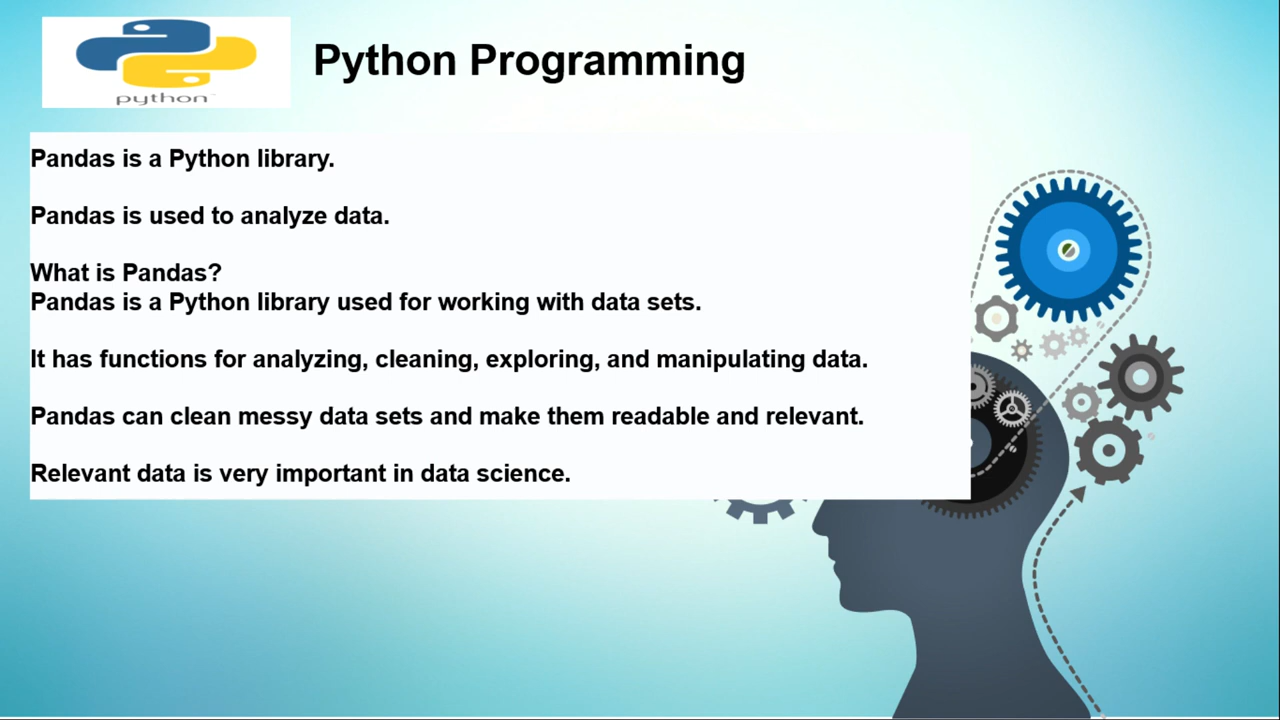 python
Python Programming
Pandas is a Python library.
Pandas is used to analyze data.
What is Pandas?
Pandas is a Python library used for working with data sets.
It has functions for analyzing, cleaning, exploring, and manipulating data.
Pandas can clean messy data sets and make them readable and relevant.
Relevant data is very important in data science.